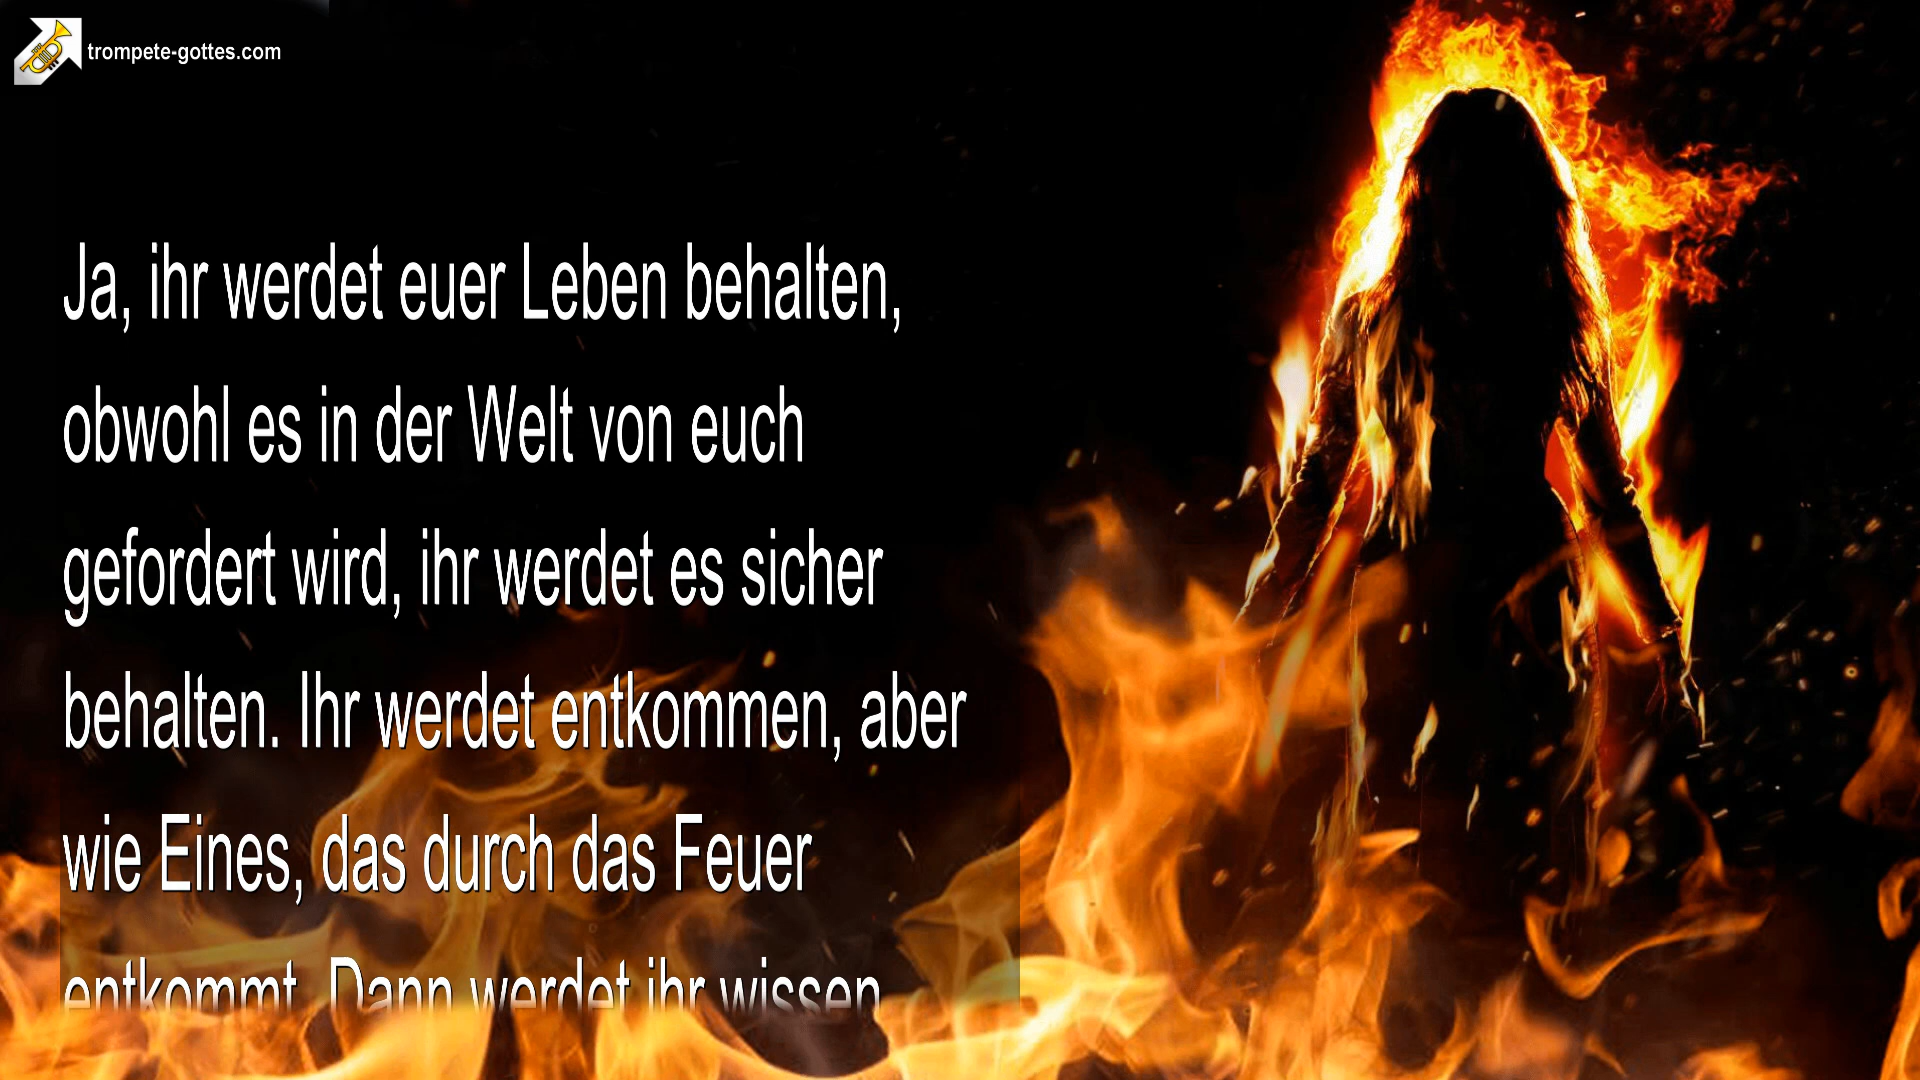 trompete-gottes.com
Ja, ihr werdet euer Leben behalten,
obwohl es in der Welt von euch
gefordert wird, ihr werdet es sicher
behalten. Ihr werdet entkommen, aber
wie Eines, das durch das Feuer
entkommt. Dann werdet ihr wissen